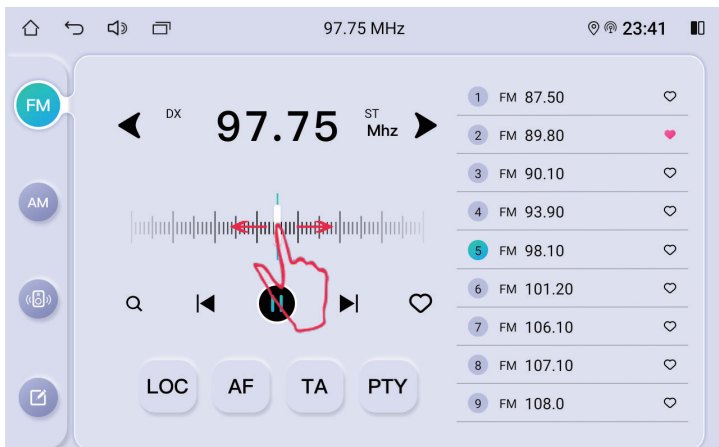 97.75 MHz
23:41
FM
DX
97.75
ST
Mhz
AM
LOC
AF
TA
PTY
1 FM 87.50
2 FM 89.80
3 FM 90.10
4 FM 93.90
5 FM 98.10
6 FM 101.20
7 FM 106.10
8 FM 107.10
9 FM 108.0